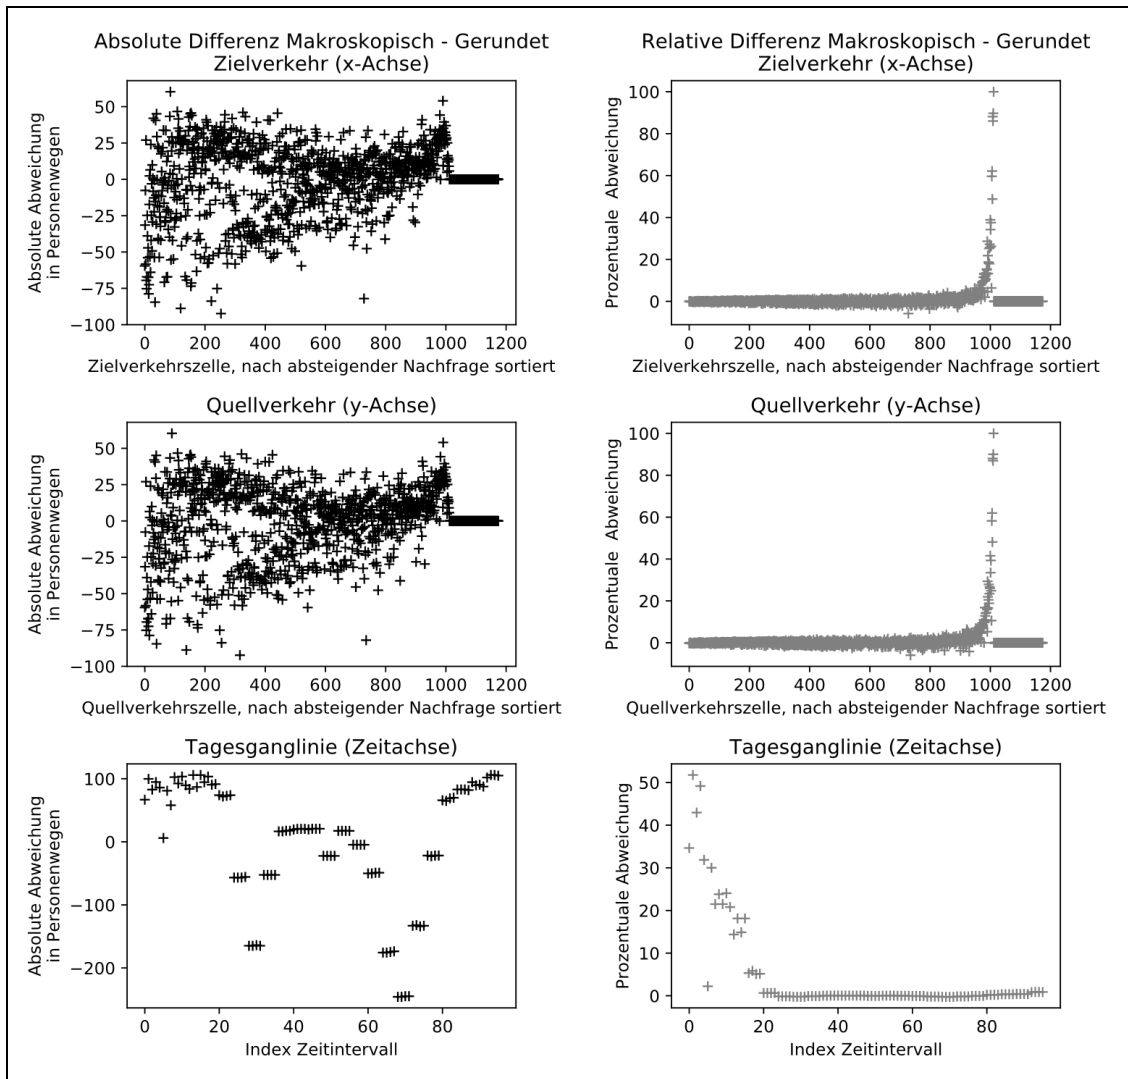 Absolute Differenz Makroskopisch - Gerundet
Zielverkehr (x-Achse)
Absolute Abweichung
in Personenwegen
50
25
0
−25
−50
−75
−100
0 200 400 600 800 1000 1200
Zielverkehrszelle, nach absteigender Nachfrage sortiert
Relative Differenz Makroskopisch - Gerundet
Zielverkehr (x-Achse)
Prozentuale Abweichung
100
80
60
40
20
0
0 200 400 600 800 1000 1200
Zielverkehrszelle, nach absteigender Nachfrage sortiert
Quellverkehr (y-Achse)
Absolute Abweichung
in Personenwegen
50
25
0
−25
−50
−75
−100
0 200 400 600 800 1000 1200
Quellverkehrszelle, nach absteigender Nachfrage sortiert
Quellverkehr (y-Achse)
Prozentuale Abweichung
100
80
60
40
20
0
0 200 400 600 800 1000 1200
Quellverkehrszelle, nach absteigender Nachfrage sortiert
Tagesganglinie (Zeitachse)
Absolute Abweichung
in Personenwegen
100
0
−100
−200
0 20 40 60 80
Index Zeitintervall
Tagesganglinie (Zeitachse)
Prozentuale Abweichung
50
40
30
20
10
0
0 20 40 60 80
Index Zeitintervall